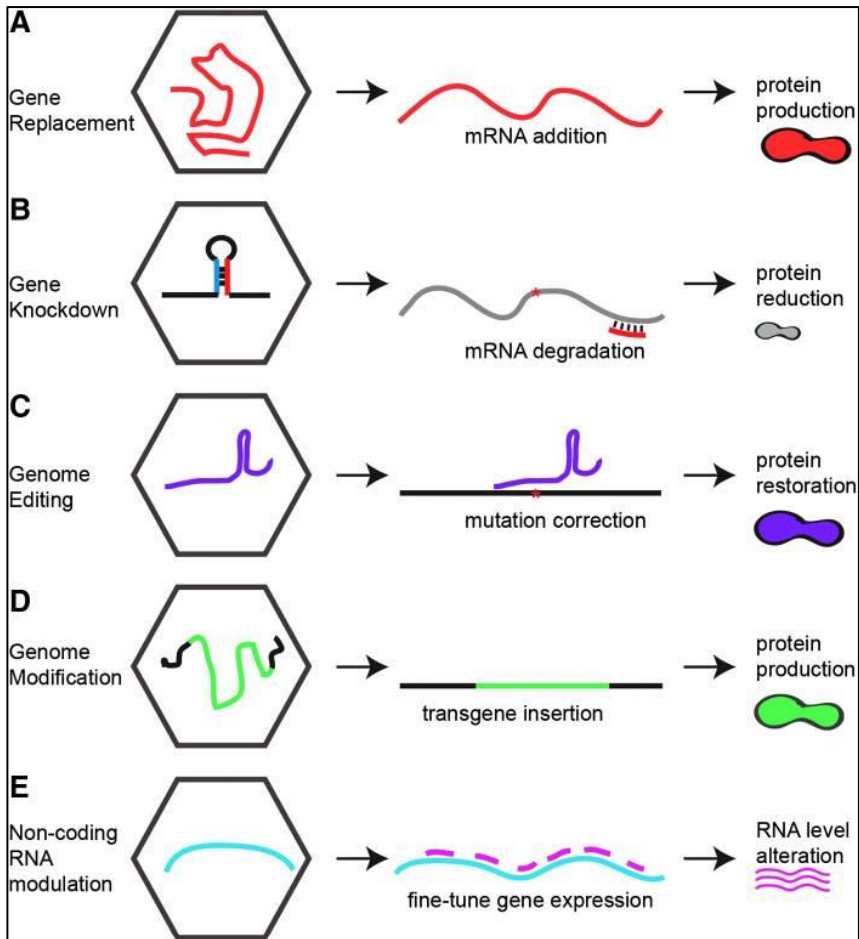 A
Gene
Replacement
mRNA addition
protein
production
B
Gene
Knockdown
*
mRNA degradation
protein
reduction
C
Genome
Editing
*
mutation correction
protein
restoration
D
Genome
Modification
transgene insertion
protein
production
E
Non-coding
RNA
modulation
fine-tune gene expression
RNA level
alteration